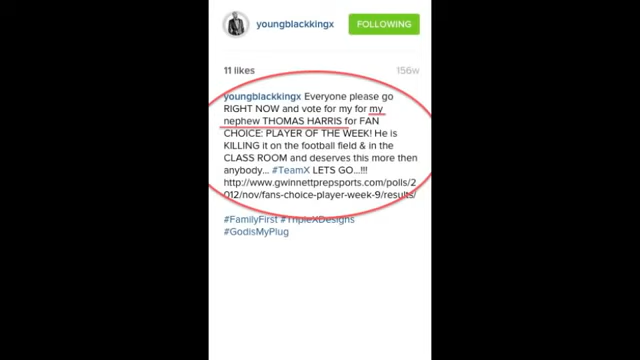 youngblackkingx
FOLLOWING
11 likes
156w
youngblackkingx Everyone please go
RIGHT NOW and vote for my for my
nephew THOMAS HARRIS for FAN
CHOICE: PLAYER OF THE WEEK! He is
KILLING it on the football field & in the
CLASS ROOM and deserves this more then
anybody... #TeamX LETS GO...!!!
http://www.gwinnettprepsports.com/polls/2
012/nov/fans-choice-player-week-9/results/
#FamilyFirst #TripleXDesigns
#GodisMyPlug